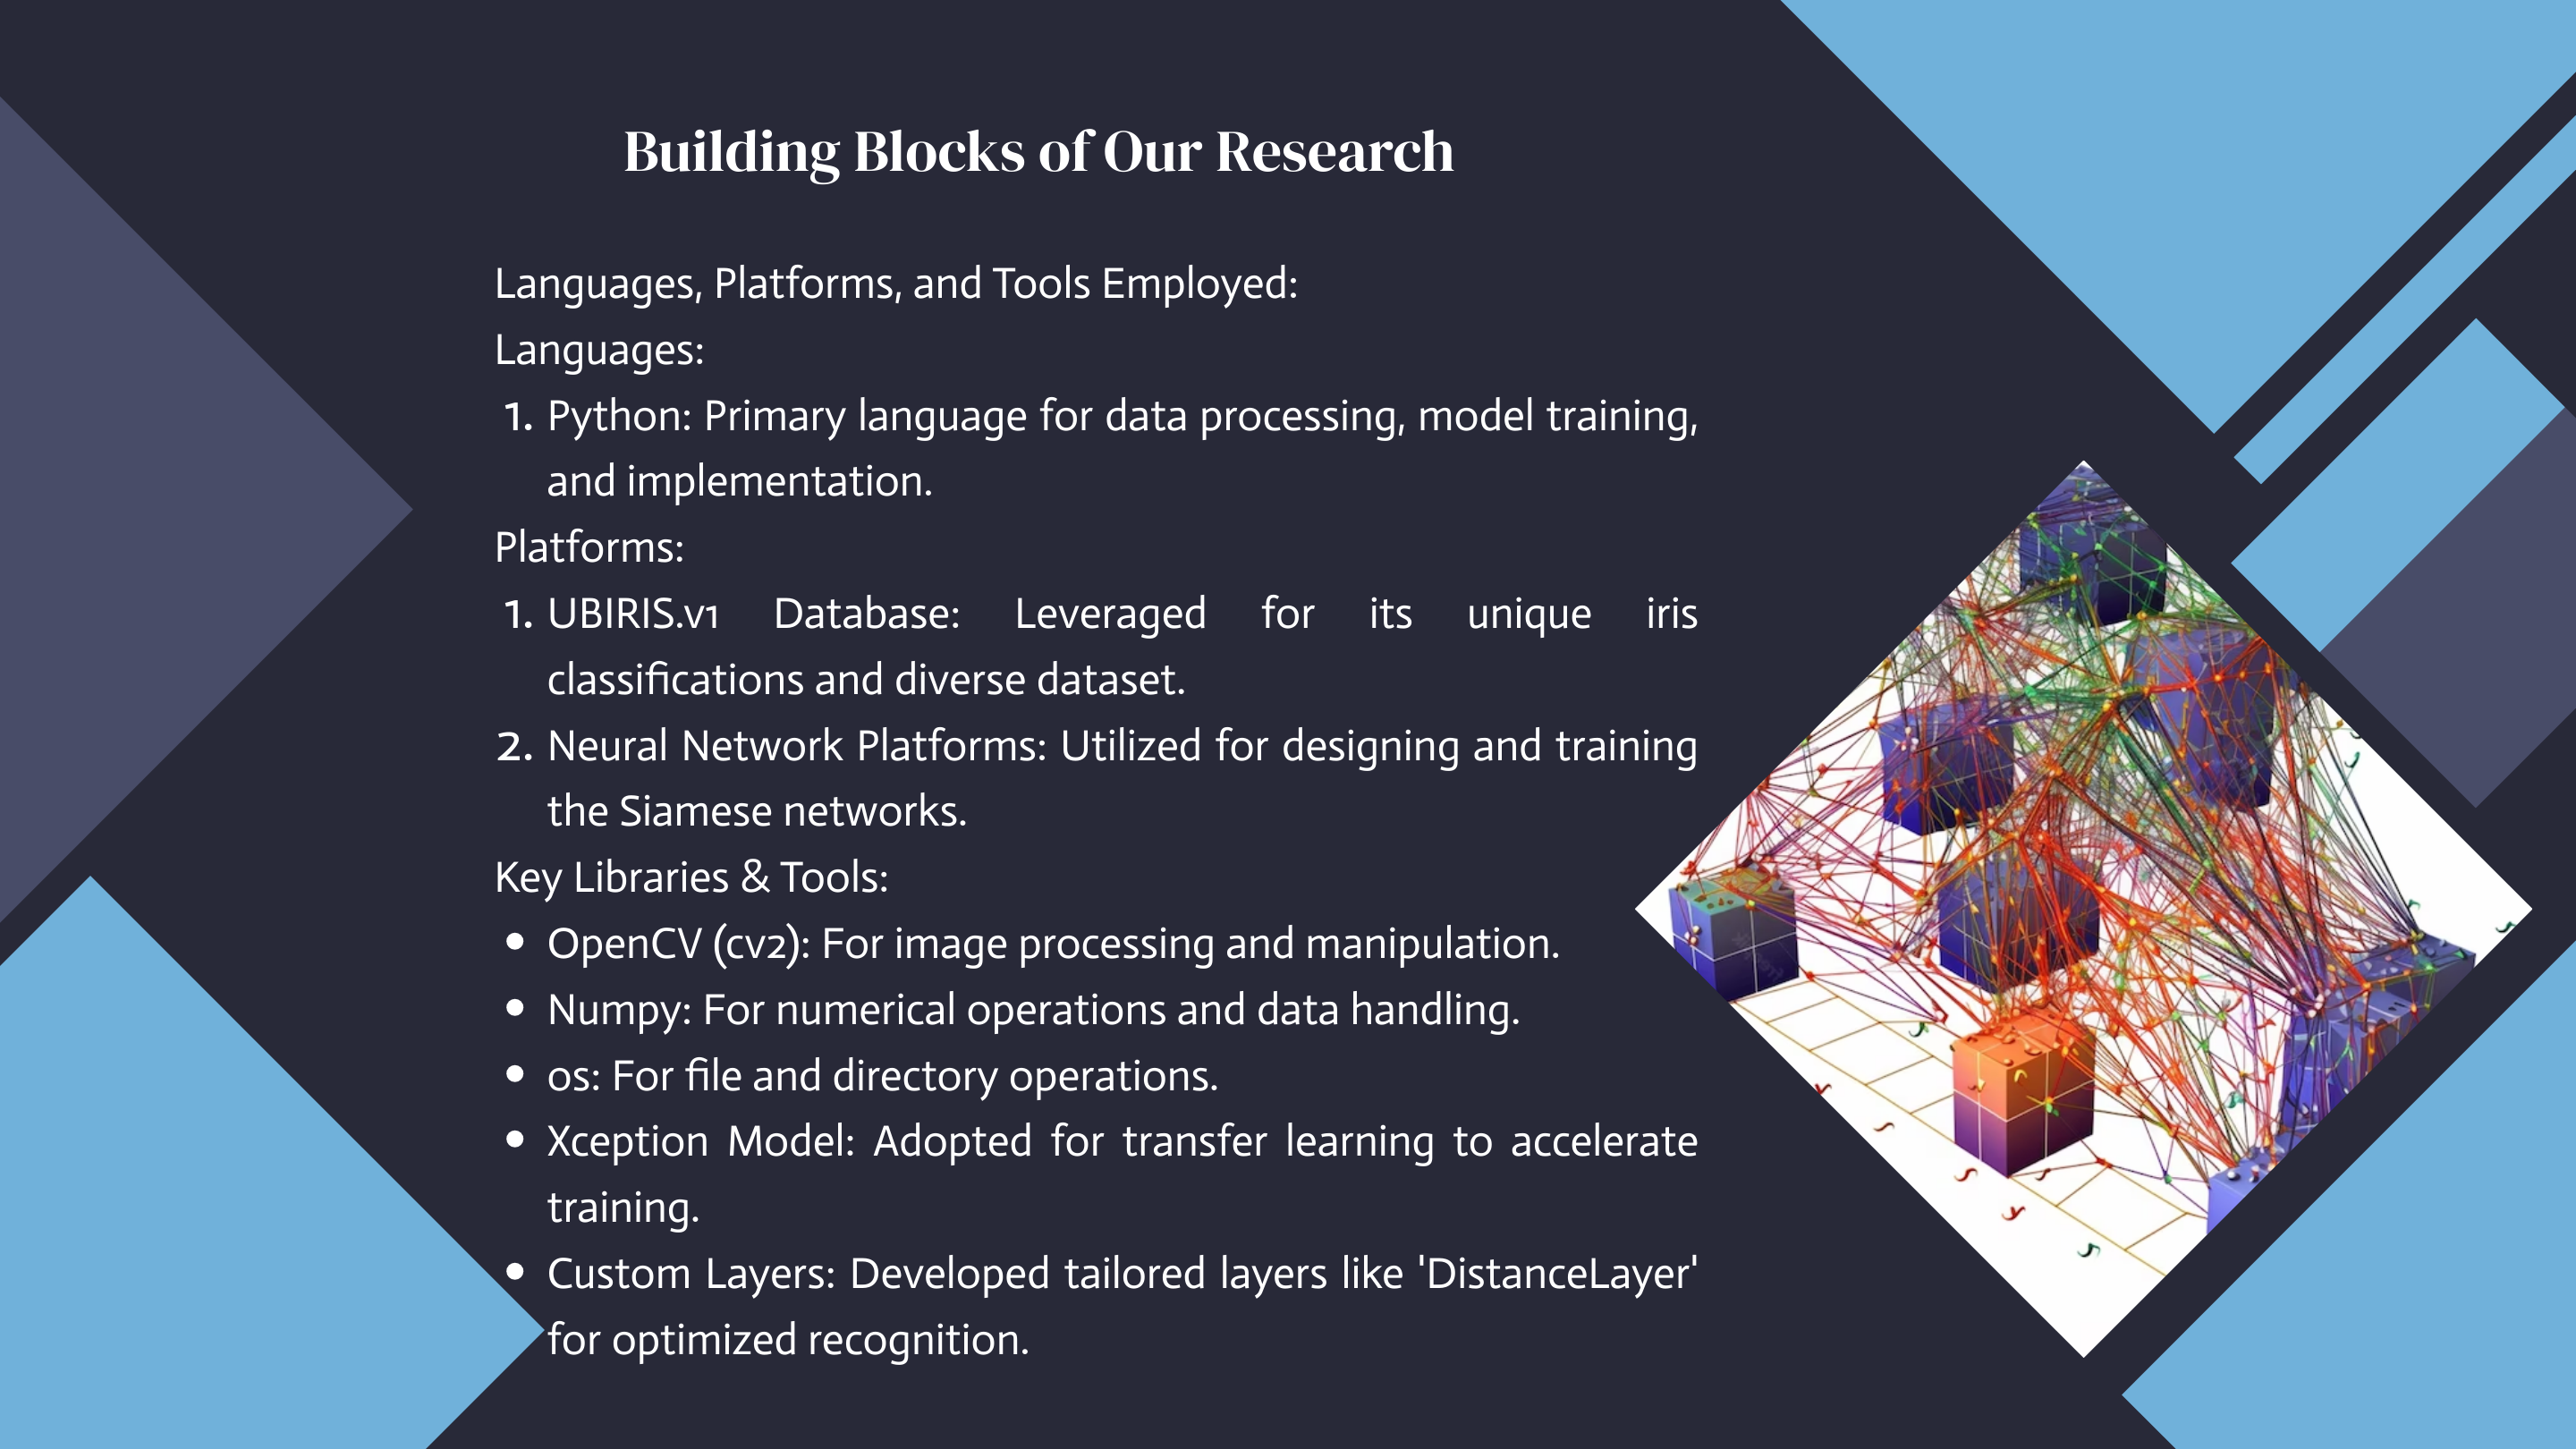 Building Blocks of Our Research
Languages, Platforms, and Tools Employed:
Languages:
1. Python: Primary language for data processing, model training,
and implementation.
Platforms:
1. UBIRIS.v1 Database: Leveraged for its unique iris
classifications and diverse dataset.
2. Neural Network Platforms: Utilized for designing and training
the Siamese networks.
Key Libraries & Tools:
• OpenCV (cv2): For image processing and manipulation.
• Numpy: For numerical operations and data handling.
• os: For file and directory operations.
• Xception Model: Adopted for transfer learning to accelerate
training.
• Custom Layers: Developed tailored layers like 'DistanceLayer'
for optimized recognition.